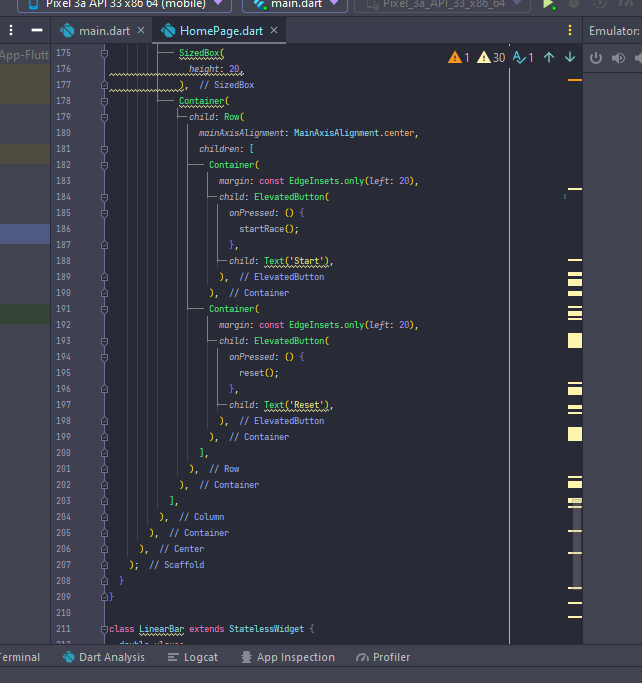 Pixel 3a API 33 x86 64 (mobile) main.dart Pixel_3a_API_33_x86_64
main.dart HomePage.dart Emulator:
175 SizedBox( 1 30 1
App-Flutt
176 height: 20,
177 ), // SizedBox
178 Container(
179 child: Row(
180 mainAxisAlignment: MainAxisAlignment.center,
181 children: [
182 Container(
183 margin: const EdgeInsets.only(left: 20),
184 child: ElevatedButton(
185 onPressed: () {
186 startRace();
187 },
188 child: Text('Start'),
189 ), // ElevatedButton
190 ), // Container
191 Container(
192 margin: const EdgeInsets.only(left: 20),
193 child: ElevatedButton(
194 onPressed: () {
195 reset();
196 },
197 child: Text('Reset'),
198 ), // ElevatedButton
199 ), // Container
200 ],
201 ), // Row
202 ), // Container
203 ],
204 ), // Column
205 ), // Container
206 ), // Center
207 ); // Scaffold
208 }
209 }
210
211 class LinearBar extends StatelessWidget {
erminal Dart Analysis Logcat App Inspection Profiler